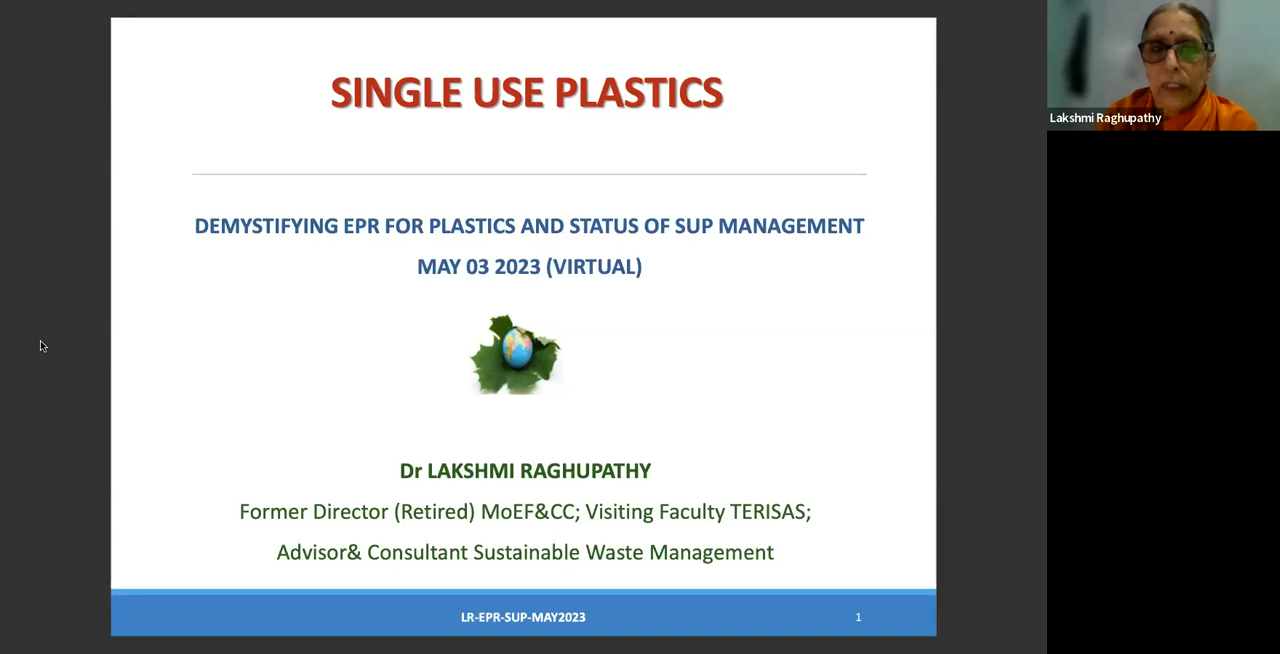 SINGLE USE PLASTICS
DEMYSTIFYING EPR FOR PLASTICS AND STATUS OF SUP MANAGEMENT
MAY 03 2023 (VIRTUAL)
Dr LAKSHMI RAGHUPATHY
Former Director (Retired) MoEF&CC; Visiting Faculty TERISAS;
Advisor& Consultant Sustainable Waste Management
LR-EPR-SUP-MAY2023
1
Lakshmi Raghupathy